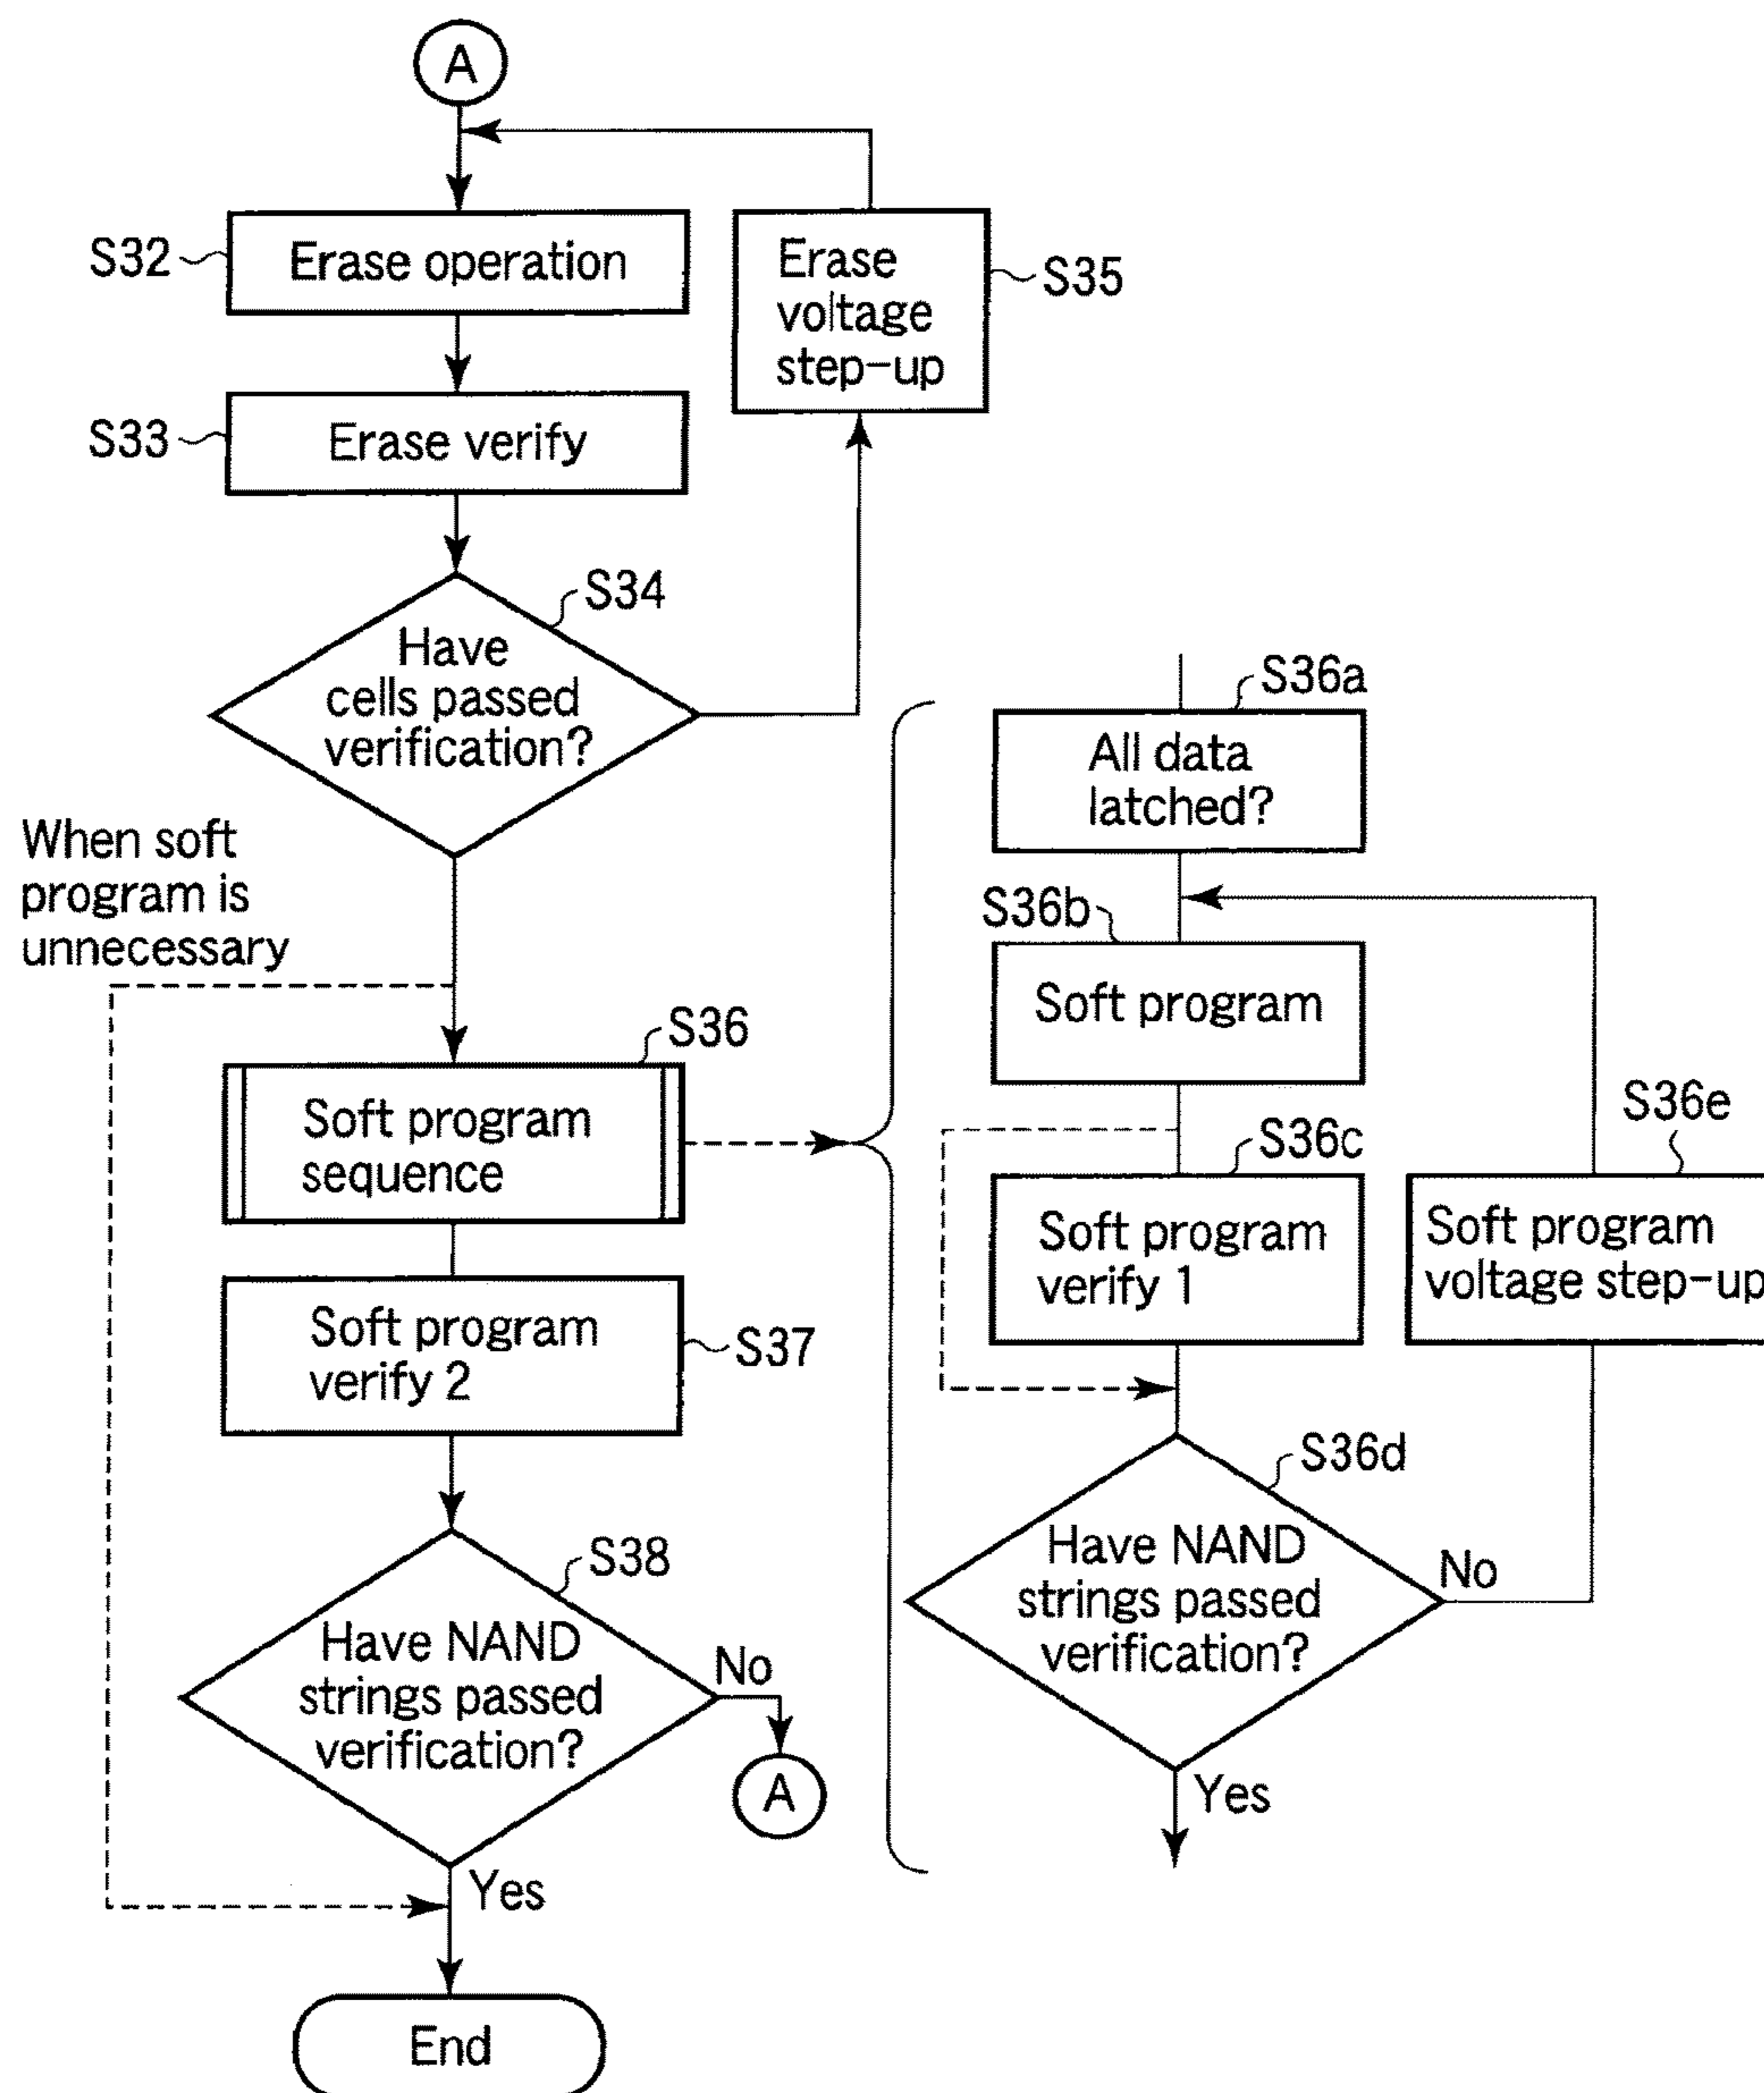 A
S32
Erase operation
Erase
voltage
step-up
S35
S33
Erase verify
S34
Have
cells passed
verification?
When soft
program is
unnecessary
S36
Soft program
sequence
Soft program
verify 2
S37
S38
Have NAND
strings passed
verification?
No
A
Yes
End
S36a
All data
latched?
S36b
Soft program
S36c
Soft program
verify 1
S36e
Soft program
voltage step-up
S36d
Have NAND
strings passed
verification?
No
Yes